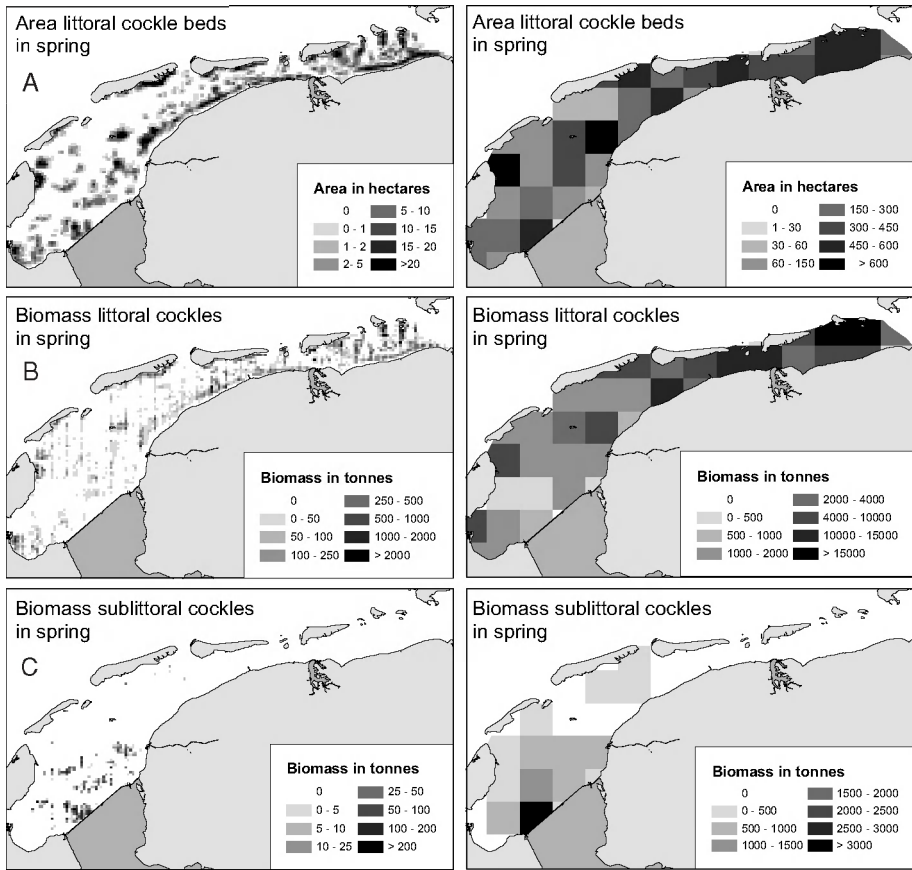 Area littoral cockle beds
in spring
A
Area in hectares
0
0 - 1
1 - 2
2 - 5
5 - 10
10 - 15
15 - 20
>20
Area littoral cockle beds
in spring
Area in hectares
0
1 - 30
30 - 60
60 - 150
150 - 300
300 - 450
450 - 600
> 600
Biomass littoral cockles
in spring
B
Biomass in tonnes
0
0 - 50
50 - 100
100 - 250
250 - 500
500 - 1000
1000 - 2000
> 2000
Biomass littoral cockles
in spring
Biomass in tonnes
0
0 - 500
500 - 1000
1000 - 2000
2000 - 4000
4000 - 10000
10000 - 15000
> 15000
Biomass sublittoral cockles
in spring
C
Biomass in tonnes
0
0 - 5
5 - 10
10 - 25
25 - 50
50 - 100
100 - 200
> 200
Biomass sublittoral cockles
in spring
Biomass in tonnes
0
0 - 500
500 - 1000
1000 - 1500
1500 - 2000
2000 - 2500
2500 - 3000
> 3000